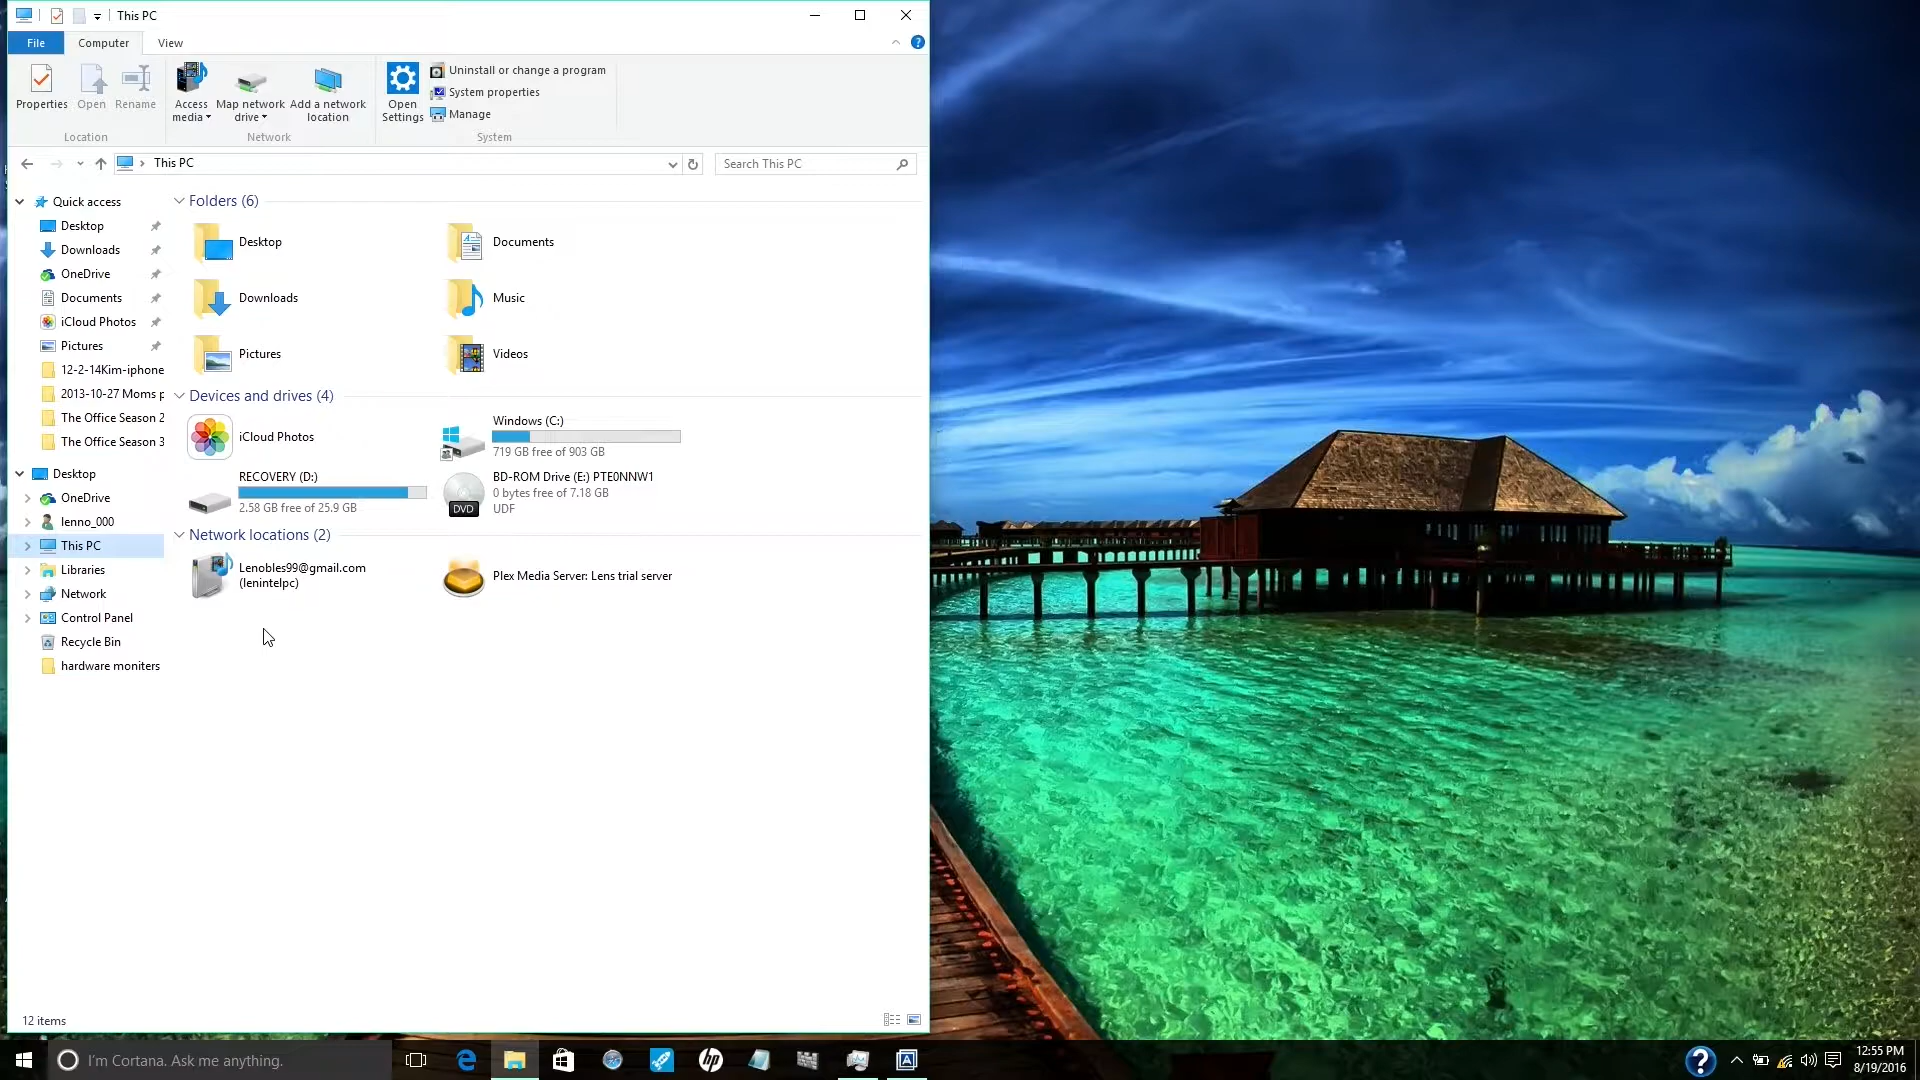 This PC
File
Computer
View
Properties
Open
Rename
Access media
Map network drive
Add a network location
Open Settings
Uninstall or change a program
System properties
Manage
Location
Network
System
This PC
Search This PC
Quick access
Desktop
Downloads
OneDrive
Documents
iCloud Photos
Pictures
12-2-14Kim-iphone
2013-10-27 Moms p
The Office Season 2
The Office Season 3
Desktop
OneDrive
lenno_000
This PC
Libraries
Network
Control Panel
Recycle Bin
hardware moniters
Folders (6)
Desktop
Documents
Downloads
Music
Pictures
Videos
Devices and drives (4)
iCloud Photos
Windows (C:)
719 GB free of 903 GB
RECOVERY (D:)
2.58 GB free of 25.9 GB
BD-ROM Drive (E:) PTE0NNW1
0 bytes free of 7.18 GB
UDF
DVD
Network locations (2)
Lenobles99@gmail.com
(lenintelpc)
Plex Media Server: Lens trial server
12 items
I'm Cortana. Ask me anything.
hp
A
12:55 PM
8/19/2016